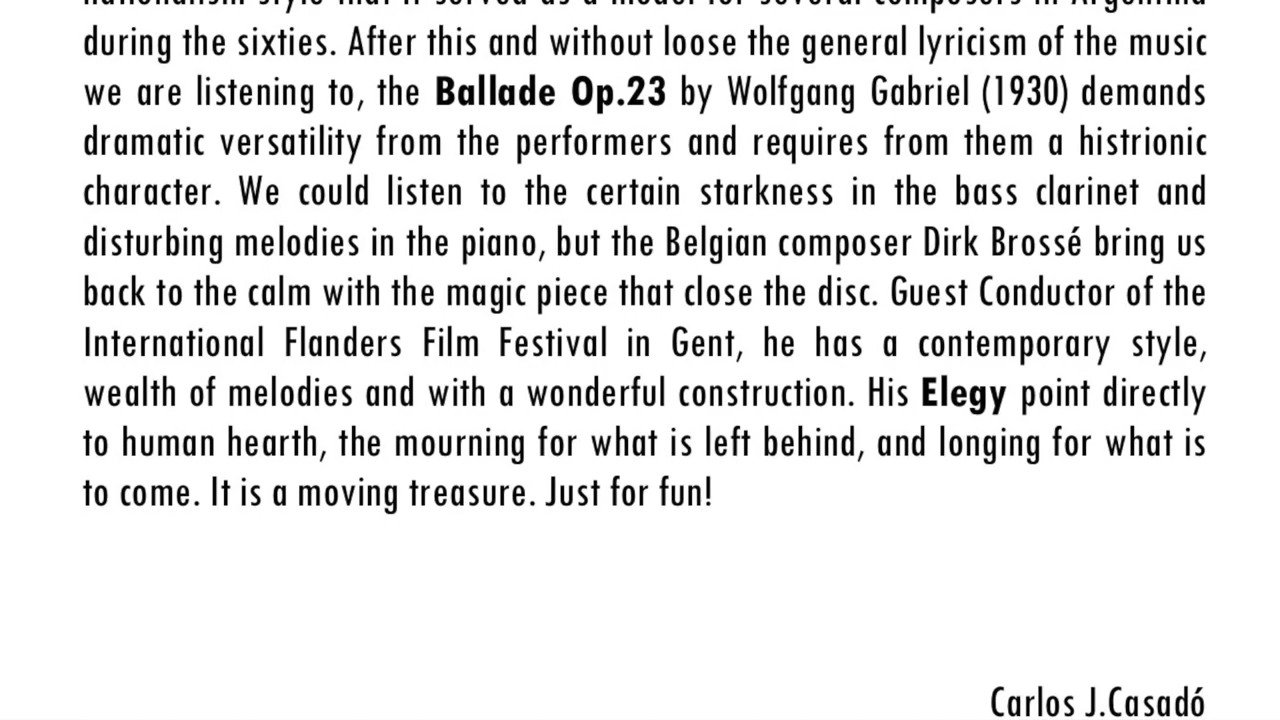 nationalism style that it served as a model for several composers in Argentina
during the sixties. After this and without loose the general lyricism of the music
we are listening to, the Ballade Op.23 by Wolfgang Gabriel (1930) demands
dramatic versatility from the performers and requires from them a histrionic
character. We could listen to the certain starkness in the bass clarinet and
disturbing melodies in the piano, but the Belgian composer Dirk Brossé bring us
back to the calm with the magic piece that close the disc. Guest Conductor of the
International Flanders Film Festival in Gent, he has a contemporary style,
wealth of melodies and with a wonderful construction. His Elegy point directly
to human hearth, the mourning for what is left behind, and longing for what is
to come. It is a moving treasure. Just for fun!
Carlos J.Casadó